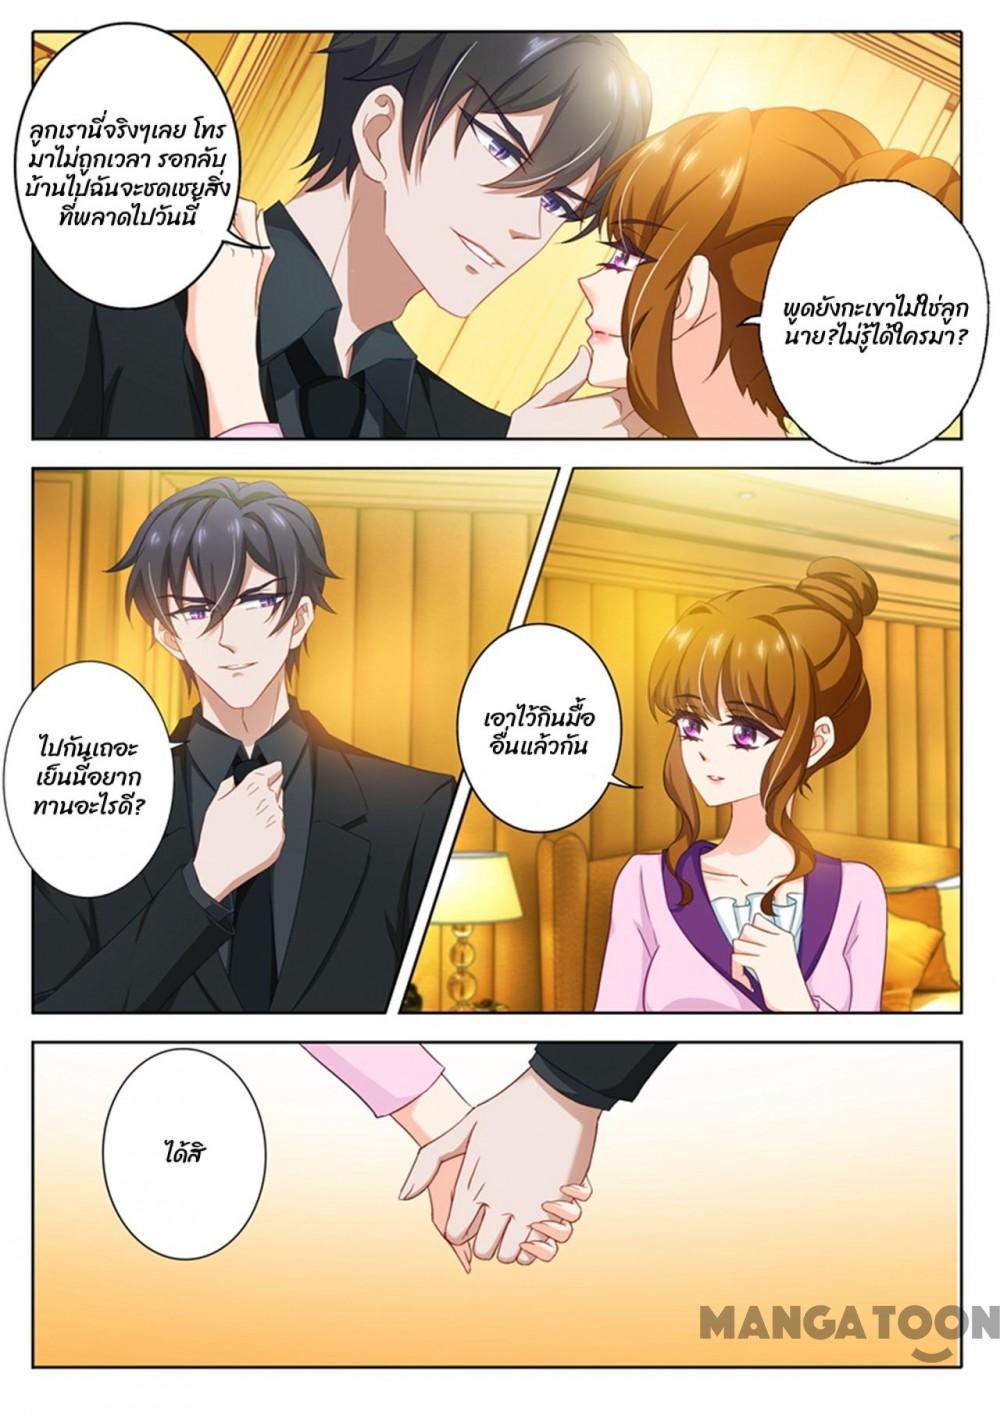 ลูกเรานี่จริงๆเลย โทร
มาไม่ถูกเวลา รอกลับ
บ้านไปฉันจะชดเชยสิ่ง
ที่พลาดไปวันนี้
พูดยังกะเขาไม่ใช่ลูก
นาย?ไม่รู้ได้ใครมา?
ไปกันเถอะ
เย็นนี้อยาก
ทานอะไรดี?
เอาไว้กินมื้อ
อื่นแล้วกัน
ได้สิ
MANGATOON